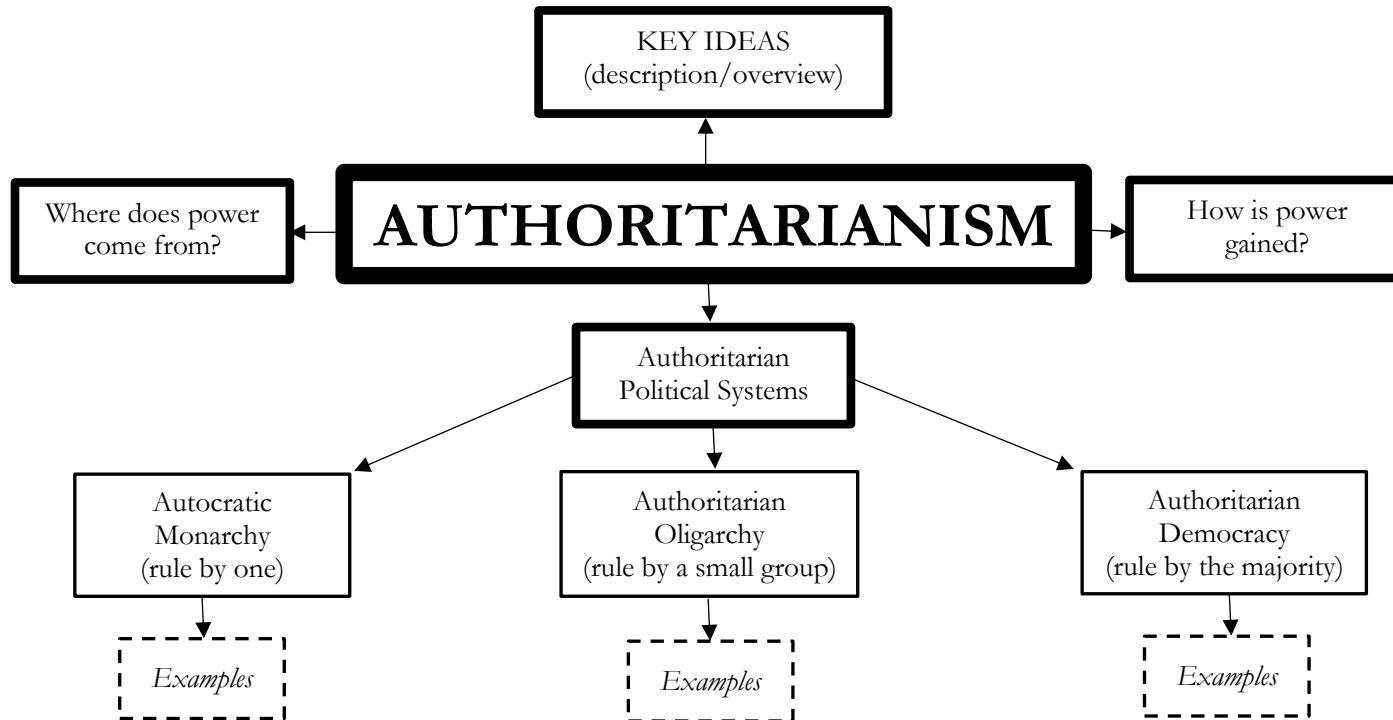 KEY IDEAS
(description/overview)
Where does power
come from?
AUTHORITARIANISM
How is power
gained?
Authoritarian
Political Systems
Autocratic
Monarchy
(rule by one)
Authoritarian
Oligarchy
(rule by a small group)
Authoritarian
Democracy
(rule by the majority)
Examples
Examples
Examples